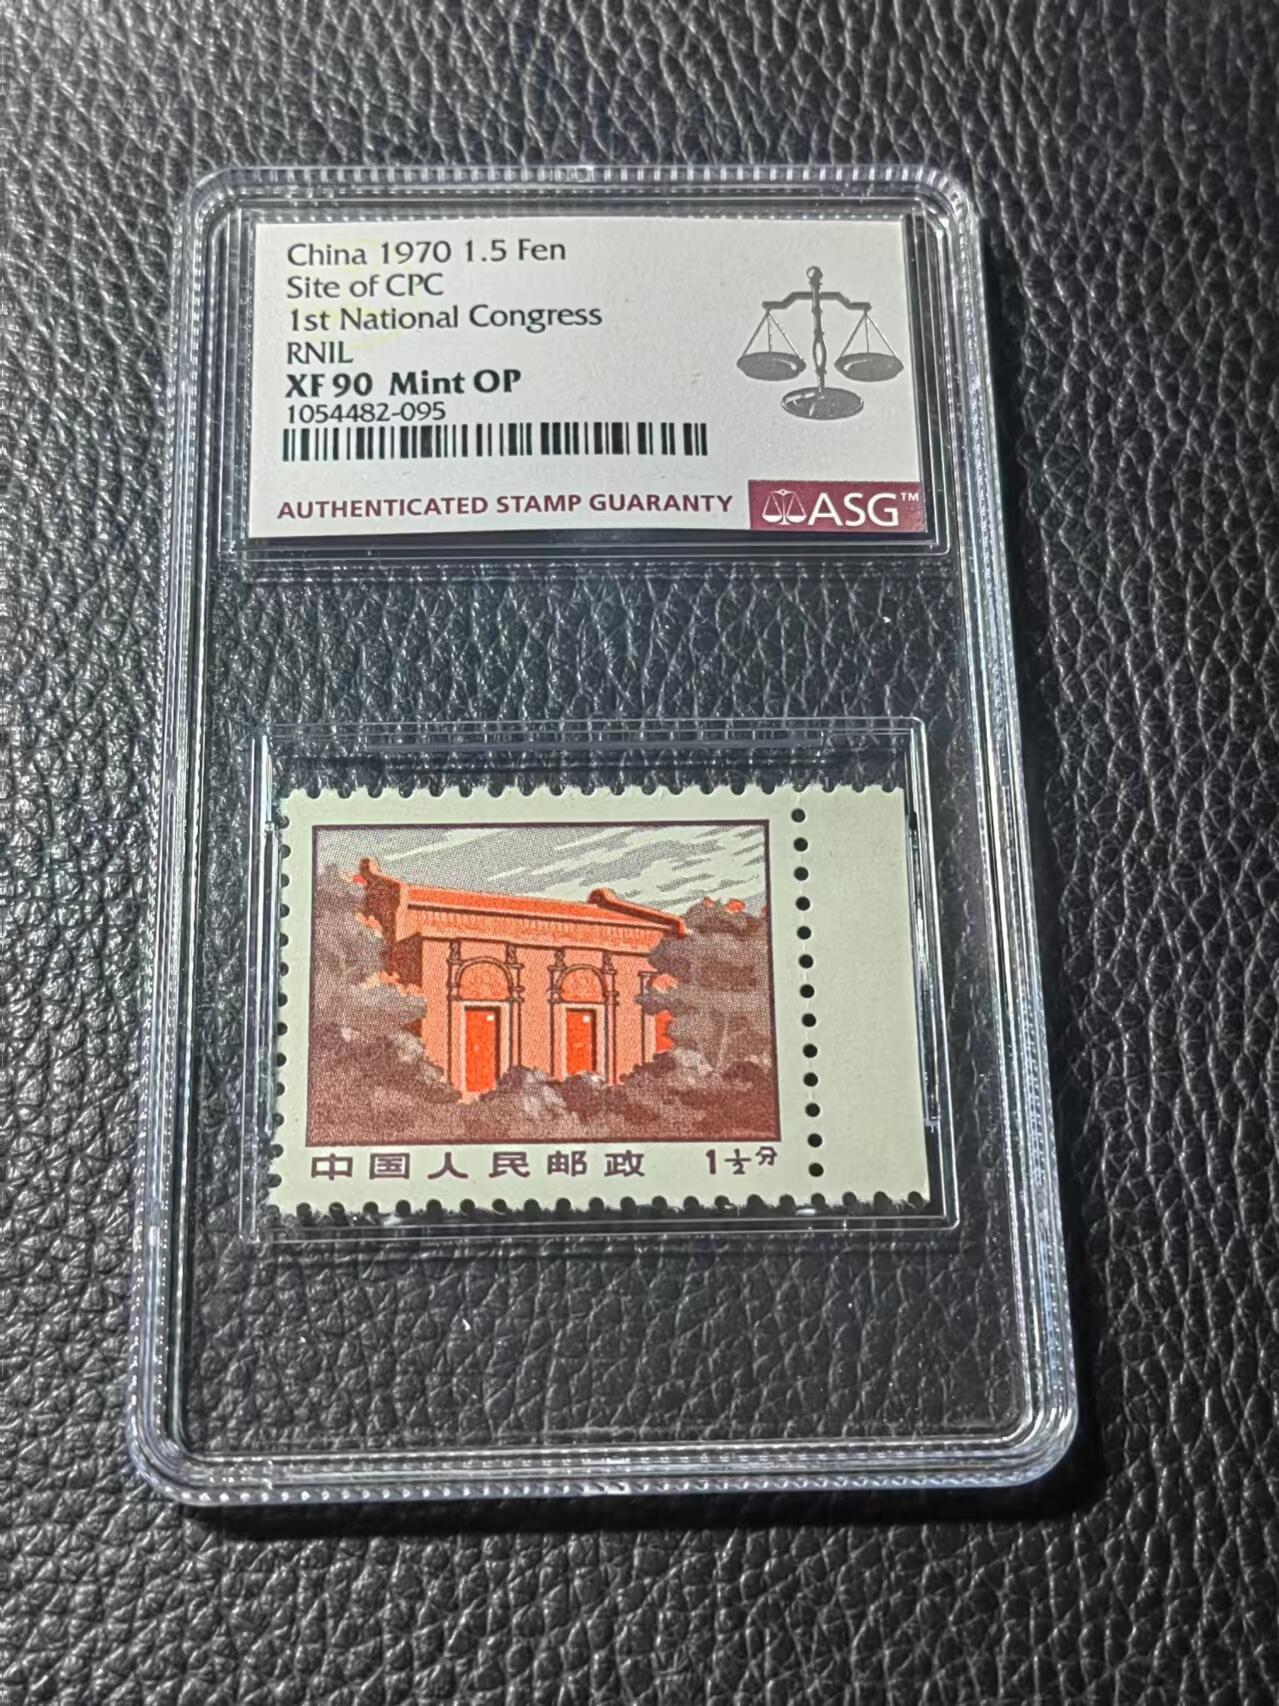 China 1970 1.5 Fen
Site of CPC
1st National Congress
RNIL
XF 90 Mint OP
1054482-095
AUTHENTICATED STAMP GUARANTY
ASG™
中国人民邮政 1½分